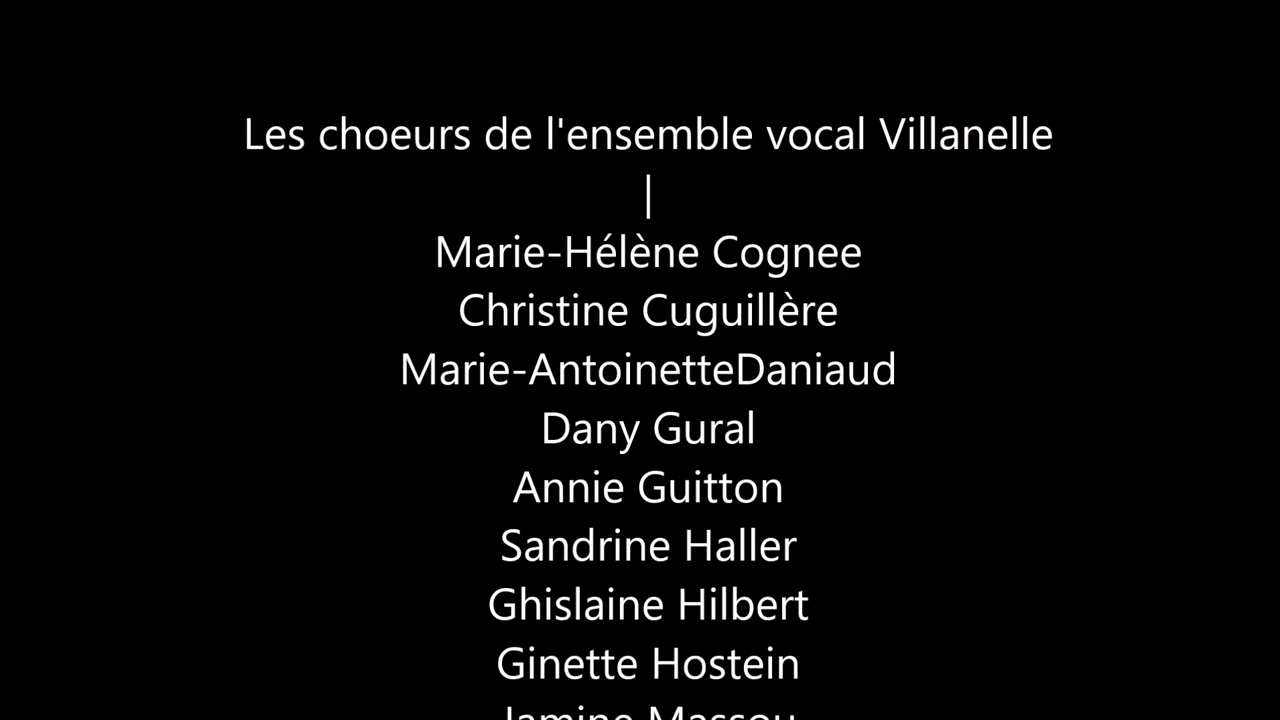 Les choeurs de l'ensemble vocal Villanelle
|
Marie-Hélène Cognee
Christine Cuguillère
Marie-AntoinetteDaniaud
Dany Gural
Annie Guitton
Sandrine Haller
Ghislaine Hilbert
Ginette Hostein